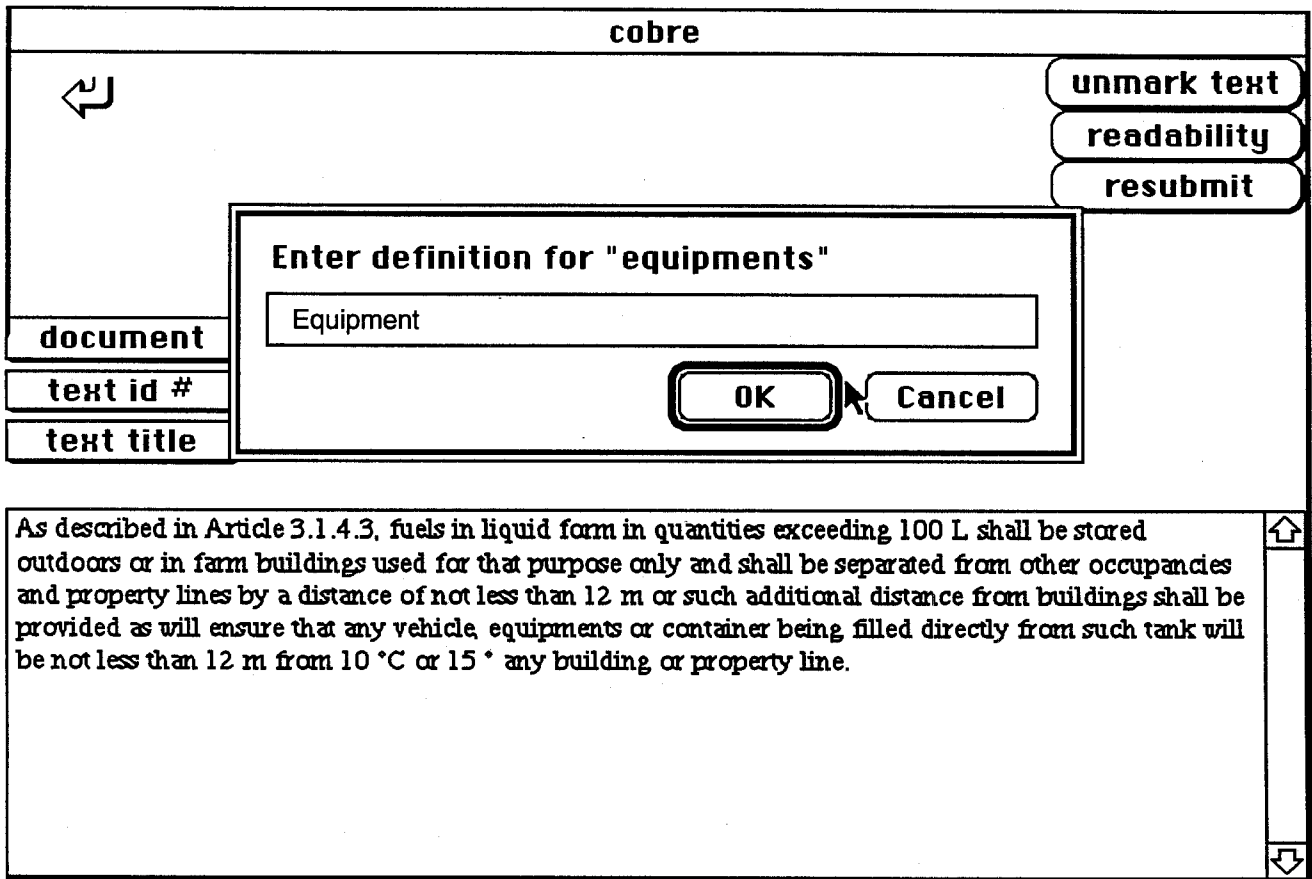 cobre
unmark text
readability
resubmit
Enter definition for "equipments"
Equipment
OK
Cancel
document
text id #
text title
As described in Article 3.1.4.3, fuels in liquid form in quantities exceeding 100 L shall be stored
outdoors or in farm buildings used for that purpose only and shall be separated from other occupancies
and property lines by a distance of not less than 12 m or such additional distance from buildings shall be
provided as will ensure that any vehicle, equipments or container being filled directly from such tank will
be not less than 12 m from 10 °C or 15 ° any building or property line.